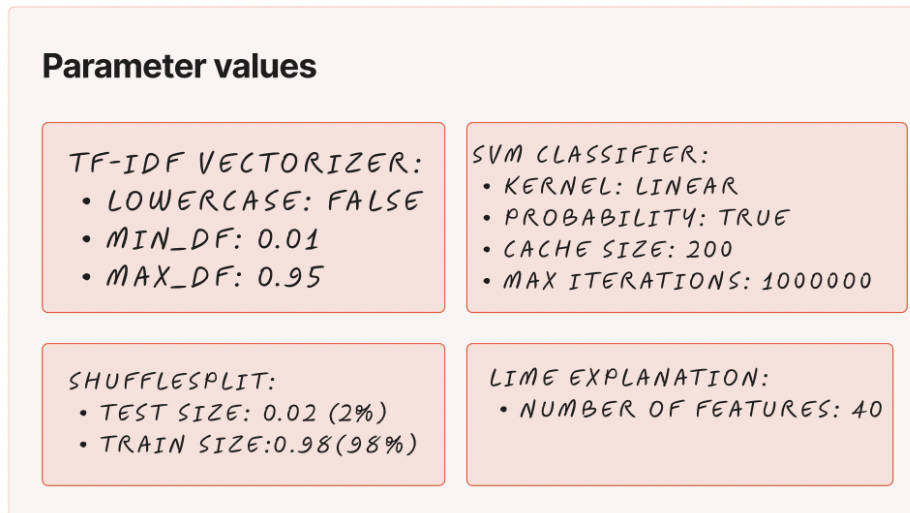 Parameter values
TF-IDF VECTORIZER:
• LOWERCASE: FALSE
• MIN_DF: 0.01
• MAX_DF: 0.95
SVM CLASSIFIER:
• KERNEL: LINEAR
• PROBABILITY: TRUE
• CACHE SIZE: 200
• MAX ITERATIONS: 1000000
SHUFFLESPLIT:
• TEST SIZE: 0.02 (2%)
• TRAIN SIZE:0.98(98%)
LIME EXPLANATION:
• NUMBER OF FEATURES: 40